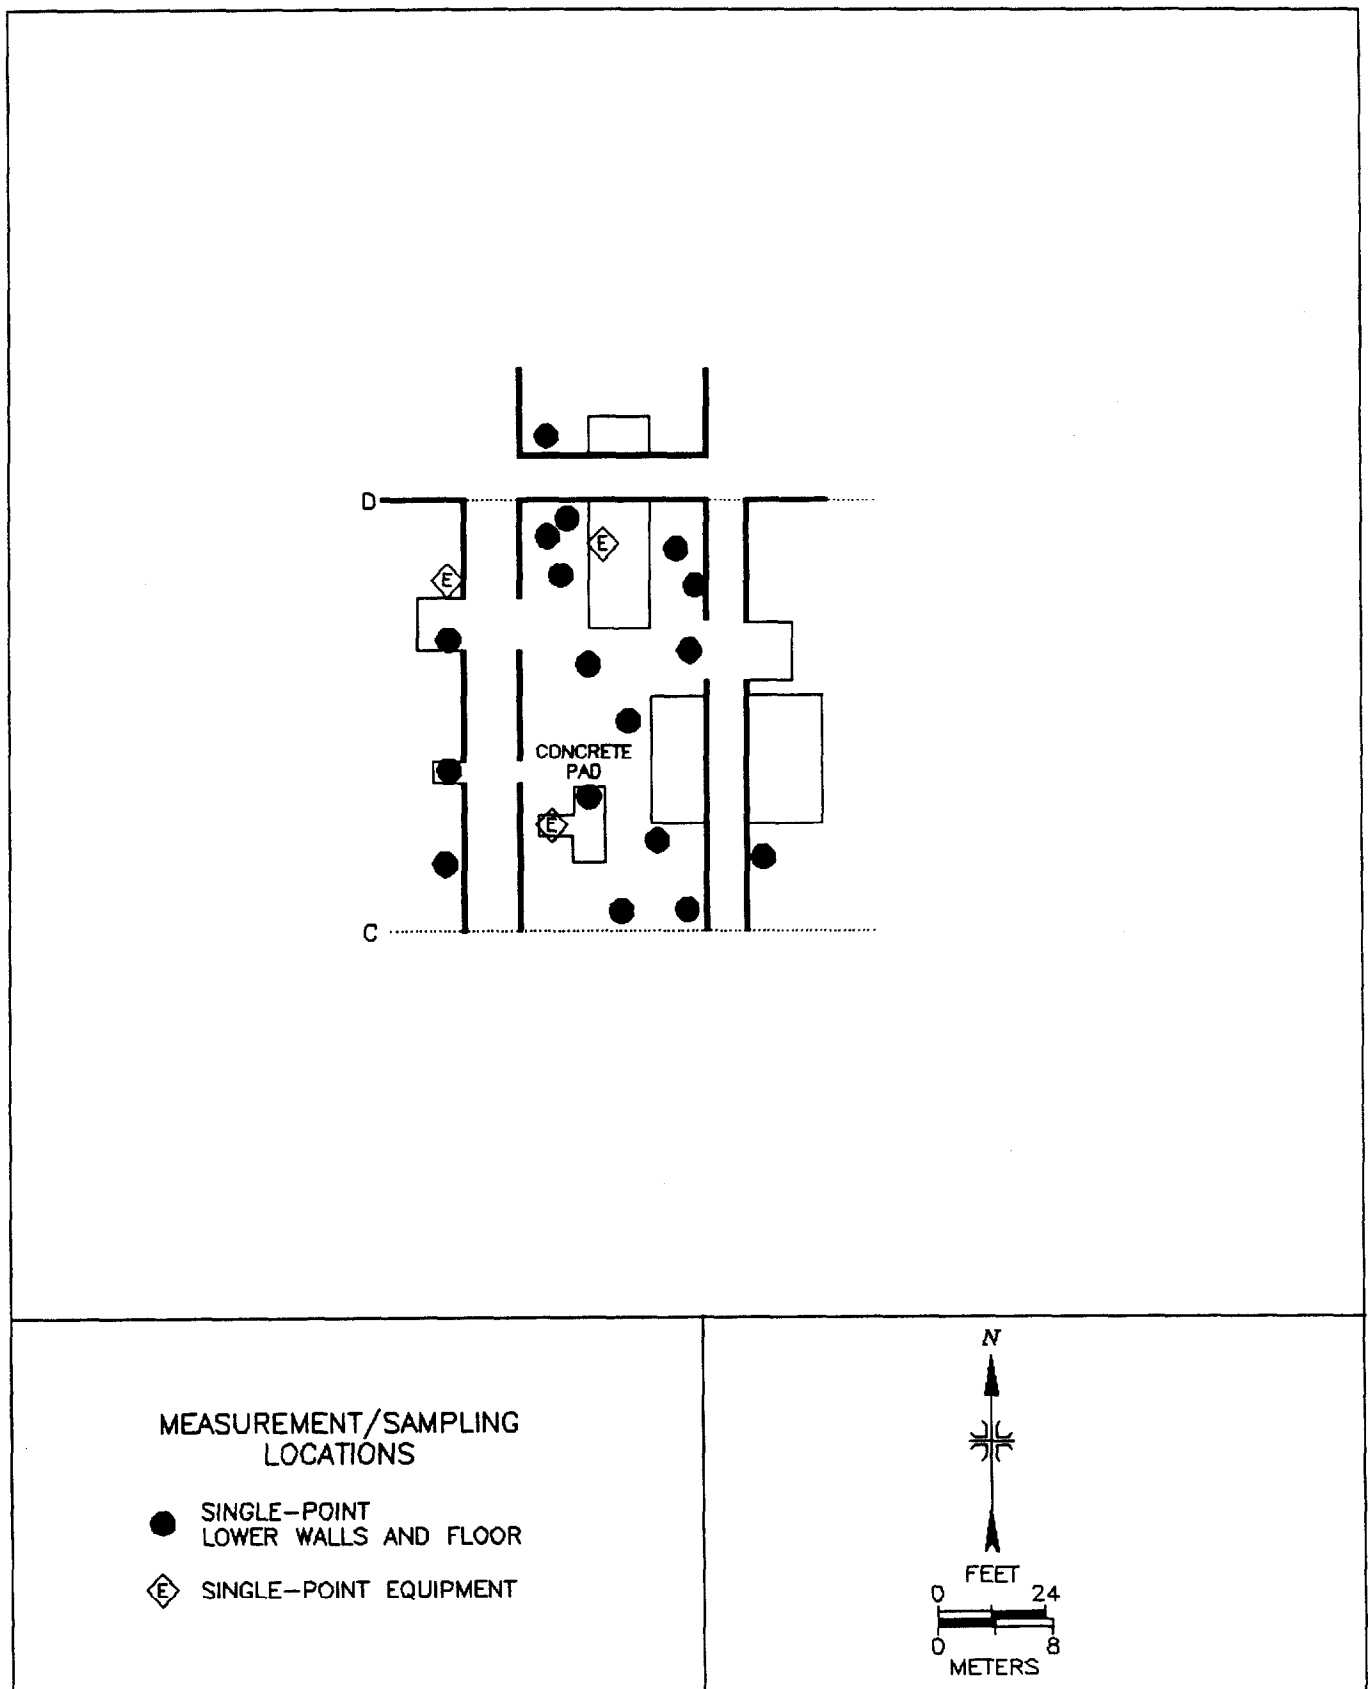 D
E
E
CONCRETE
PAD
E
C
MEASUREMENT/SAMPLING
LOCATIONS
SINGLE-POINT
LOWER WALLS AND FLOOR
E SINGLE-POINT EQUIPMENT
N
FEET
0 24
0 8
METERS